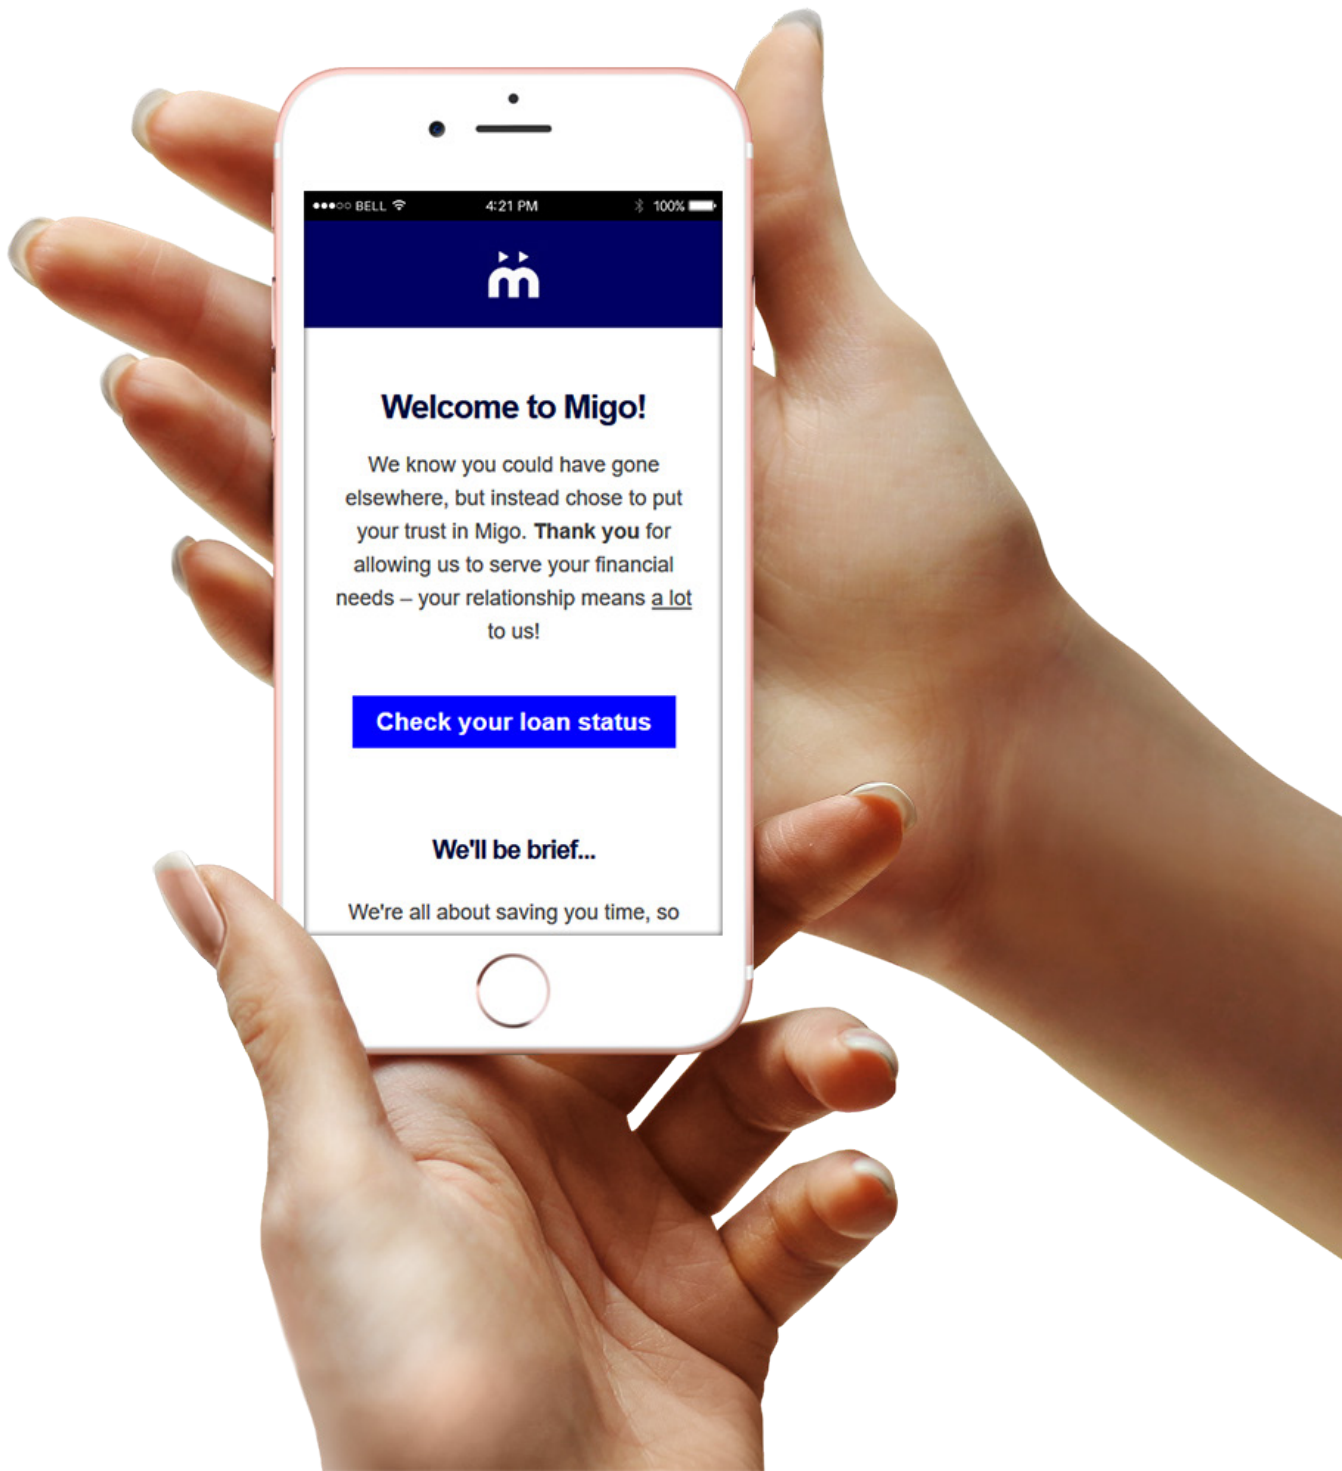 BELL 4:21 PM 100%
m
Welcome to Migo!
We know you could have gone
elsewhere, but instead chose to put
your trust in Migo. Thank you for
allowing us to serve your financial
needs – your relationship means a lot
to us!
Check your loan status
We'll be brief...
We're all about saving you time, so